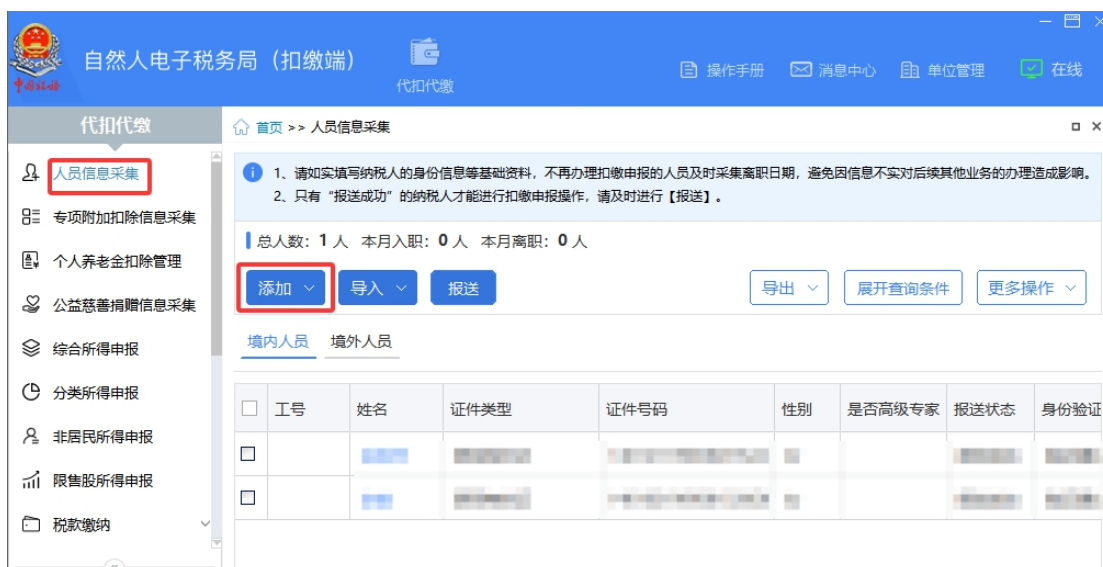 自然人电子税务局（扣缴端）
代扣代缴
操作手册
消息中心
单位管理
在线
代扣代缴
首页 >> 人员信息采集
人员信息采集
专项附加扣除信息采集
个人养老金扣除管理
公益慈善捐赠信息采集
综合所得申报
分类所得申报
非居民所得申报
限售股所得申报
税款缴纳
1、请如实填写纳税人的身份信息等基础资料，不再办理扣缴申报的人员及时采集离职日期，避免因信息不实对后续其他业务的办理造成影响。
2、只有“报送成功”的纳税人才能进行扣缴申报操作，请及时进行【报送】。
总人数：1人 本月入职：0人 本月离职：0人
添加 导入 报送 导出 展开查询条件 更多操作
境内人员 境外人员
工号 姓名 证件类型 证件号码 性别 是否高级专家 报送状态 身份验证